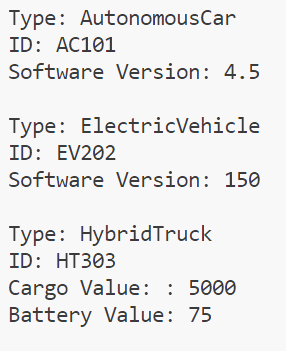 Type: AutonomousCar
ID: AC101
Software Version: 4.5
Type: ElectricVehicle
ID: EV202
Software Version: 150
Type: HybridTruck
ID: HT303
Cargo Value: : 5000
Battery Value: 75